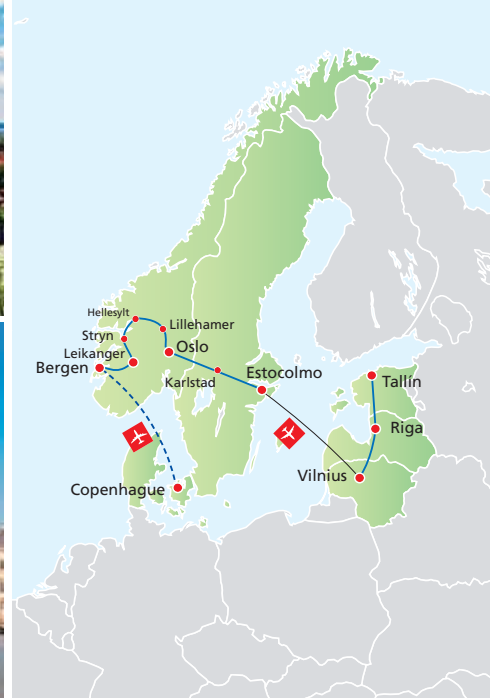 Hellesylt
Lillehamer
Stryn
Oslo
Leikanger
Bergen
Karlstad
Estocolmo
Tallín
Riga
Vilnius
Copenhague